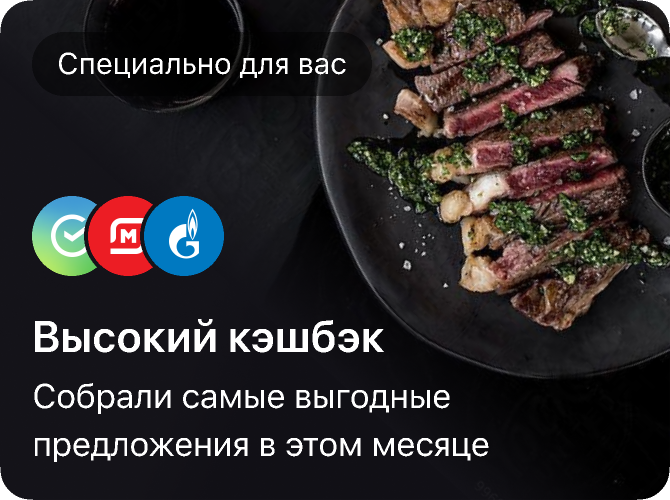 Специально для вас
М
Высокий кэшбэк
Собрали самые выгодные
предложения в этом месяце